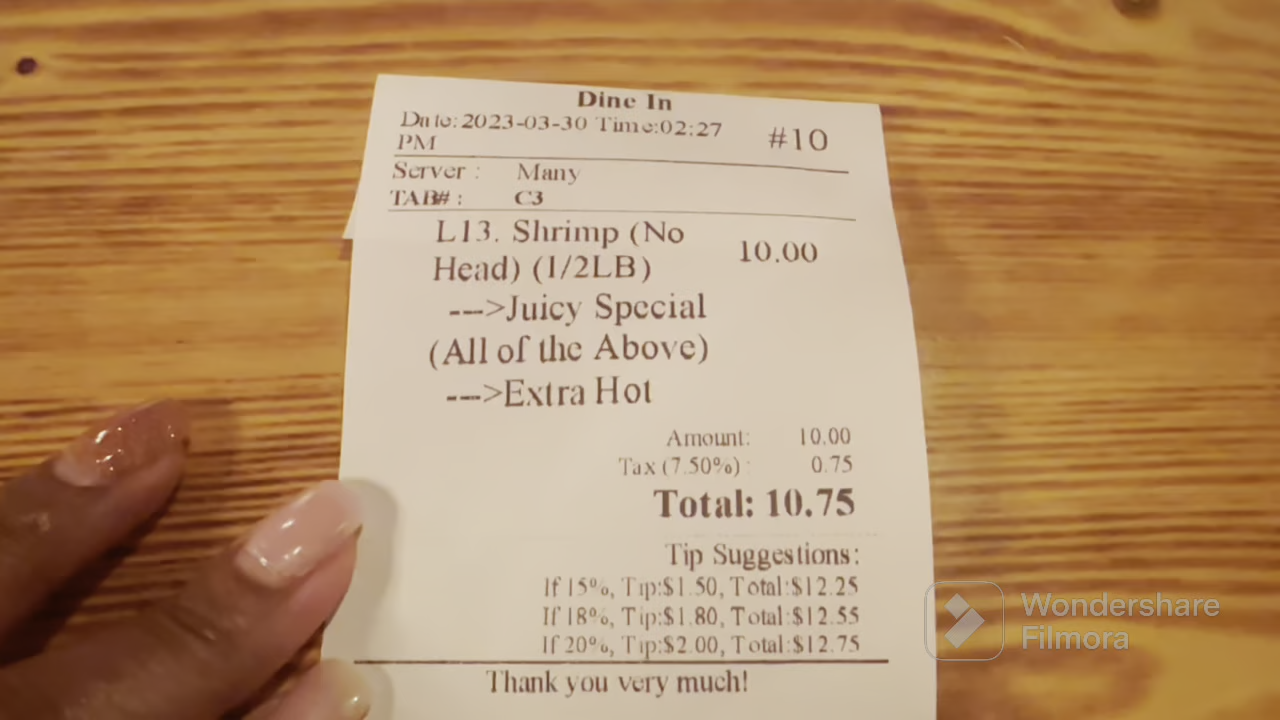 Dine In
Date:2023-03-30 Time:02:27
PM
#10
Server : Many
TAB# : C3
L13. Shrimp (No
Head) (1/2LB)
10.00
--->Juicy Special
(All of the Above)
--->Extra Hot
Amount: 10.00
Tax (7.50%) : 0.75
Total: 10.75
Tip Suggestions:
If 15%, Tip:$1.50, Total:$12.25
If 18%, Tip:$1.80, Total:$12.55
If 20%, Tip:$2.00, Total:$12.75
Thank you very much!
Wondershare
Filmora